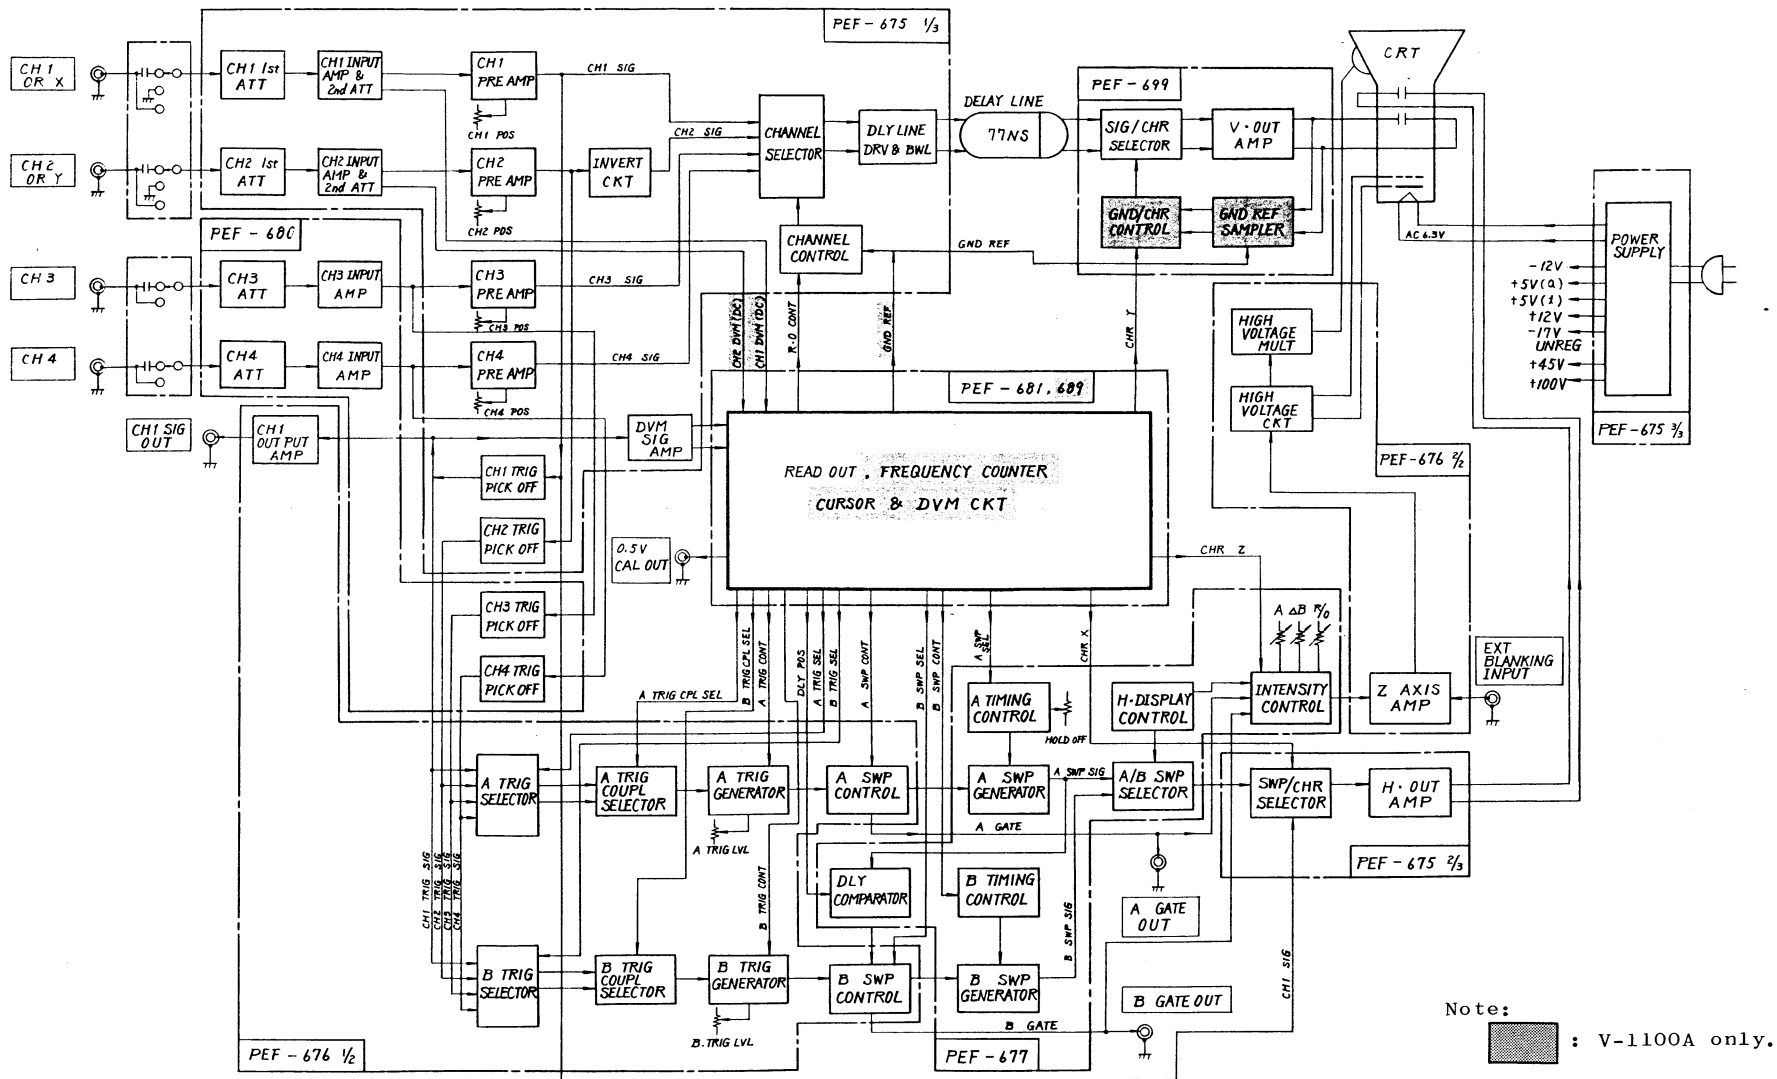 PEF-675 1/3
CH 1
OR X
CH1 1st
ATT
CH1 INPUT
AMP &
2nd ATT
CH1
PRE AMP
CH1 POS
CH1 SIG
CH 2
OR Y
CH2 1st
ATT
CH2 INPUT
AMP &
2nd ATT
CH2
PRE AMP
CH2 POS
CH2 SIG
INVERT
CKT
CHANNEL
SELECTOR
DLY LINE
DRV & BWL
DELAY LINE
77NS
PEF-699
SIG/CHR
SELECTOR
V·OUT
AMP
GND/CHR
CONTROL
GND REF
SAMPLER
GND REF
CRT
AC 6.3V
POWER
SUPPLY
-12V
+5V(a)
+5V(1)
+12V
-17V
UNREG
+45V
+100V
PEF-675 3/3
PEF-680
CH 3
CH3
ATT
CH3 INPUT
AMP
CH3
PRE AMP
CH3 POS
CH3 SIG
CHANNEL
CONTROL
CH 4
CH4
ATT
CH4 INPUT
AMP
CH4
PRE AMP
CH4 POS
CH4 SIG
CH2 DVM (DC)
CH1 DVM (DC)
R·O CONT
GND REF
CHR Y
HIGH
VOLTAGE
MULT
HIGH
VOLTAGE
CKT
PEF-676 2/2
CH1 SIG
OUT
CH1
OUT PUT
AMP
DVM
SIG
AMP
PEF-681, 689
READ OUT, FREQUENCY COUNTER
CURSOR & DVM CKT
CH1 TRIG
PICK OFF
CH2 TRIG
PICK OFF
CH3 TRIG
PICK OFF
CH4 TRIG
PICK OFF
0.5V
CAL OUT
CHR Z
A TRIG CPL SEL
B TRIG CPL SEL
A TRIG CONT
DLY POS
A TRIG SEL
B TRIG SEL
A SWP CONT
B SWP SEL
B SWP CONT
A SWP
SEL
CHR X
A ΔB R/O
EXT
BLANKING
INPUT
A TIMING
CONTROL
HOLD OFF
H·DISPLAY
CONTROL
INTENSITY
CONTROL
Z AXIS
AMP
A TRIG
SELECTOR
A TRIG
COUPL
SELECTOR
A TRIG
GENERATOR
A TRIG LVL
A SWP
CONTROL
A SWP
GENERATOR
A SWP SIG
A/B SWP
SELECTOR
SWP/CHR
SELECTOR
H·OUT
AMP
A GATE
PEF-675 2/3
CH1 TRIG SIG
CH2 TRIG SIG
CH3 TRIG SIG
CH4 TRIG SIG
B TRIG CONT
DLY
COMPARATOR
B TIMING
CONTROL
B SWP SIG
A GATE
OUT
CH1 SIG
B TRIG
SELECTOR
B TRIG
COUPL
SELECTOR
B TRIG
GENERATOR
B.TRIG LVL
B SWP
CONTROL
B SWP
GENERATOR
B GATE OUT
B GATE
PEF-676 1/2
PEF-677
Note:
: V-1100A only.